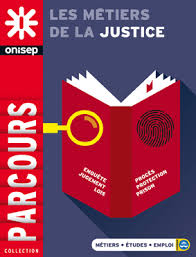 LES MÉTIERS
DE LA JUSTICE
onisep
PARCOURS
COLLECTION
ENQUÊTE
JUGEMENT
LOIS
PROCÈS
PROTECTION
PRISON
MÉTIERS • ÉTUDES • EMPLOI